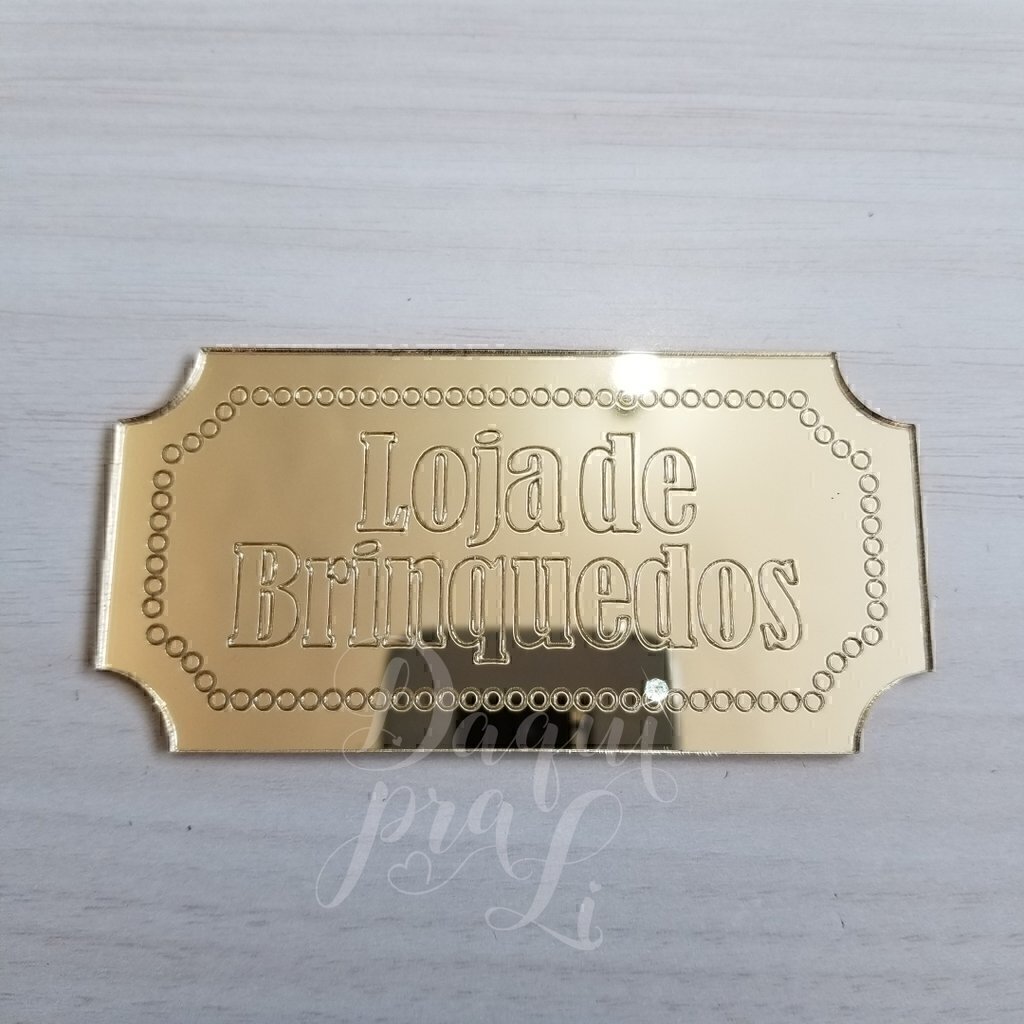 Loja de
Brinquedos
Daqui
pra
Li